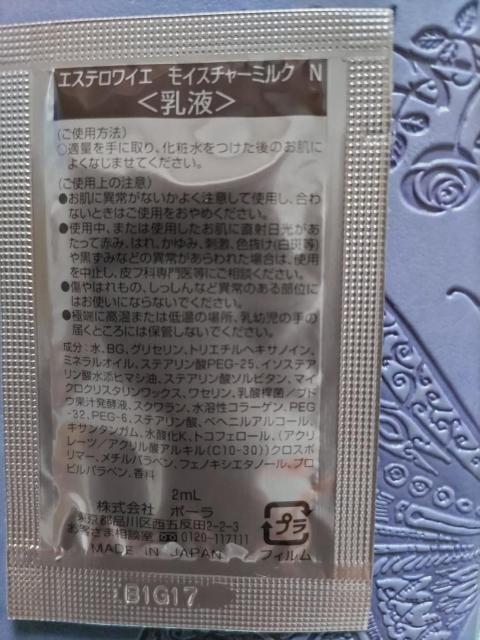 エステロワイエ モイスチャーミルク N
＜乳液＞
〈ご使用方法〉
○適量を手に取り、化粧水をつけた後のお肌に
よくなじませてください。
〈ご使用上の注意〉
●お肌に異常がないかよく注意して使用し、合わ
ないときはご使用をおやめください。
●使用中、または使用したお肌に直射日光があ
たって赤み、はれ、かゆみ、刺激、色抜け(白斑等)
や黒ずみなどの異常があらわれた場合は、使用
を中止し、皮フ科専門医等にご相談ください。
●傷やはれもの、しっしんなど異常のある部位に
はお使いにならないでください。
●極端に高温または低温の場所、乳幼児の手の
届くところには保管しないでください。
成分：水、BG、グリセリン、トリエチルヘキサノイン、
ミネラルオイル、ステアリン酸PEG-25、イソステア
リン酸水添ヒマシ油、ステアリン酸ソルビタン、マイ
クロクリスタリンワックス、ワセリン、乳酸桿菌／ブド
ウ果汁発酵液、スクワラン、水溶性コラーゲン、PEG
-32、PEG-6、ステアリン酸、ベヘニルアルコール、
キサンタンガム、水酸化K、トコフェロール、(アクリ
レーツ／アクリル酸アルキル(C10-30))クロスポ
リマー、メチルパラベン、フェノキシエタノール、プロ
ピルパラベン、香料
2mL
株式会社 ポーラ
東京都品川区西五反田2-2-3
お客さま相談室 0120-117111
MADE IN JAPAN
プラ
フィルム
B1G17